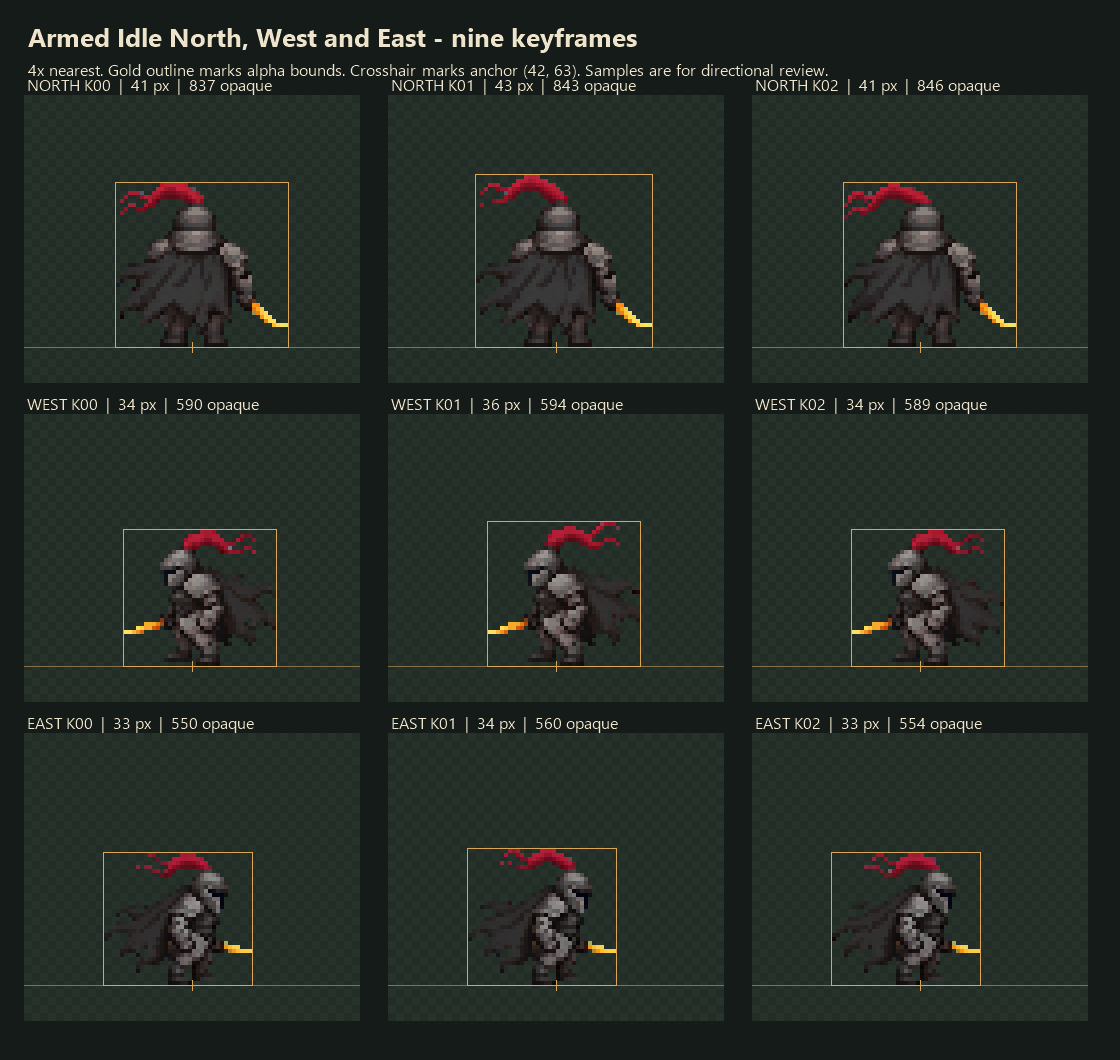 Armed Idle North, West and East - nine keyframes
4x nearest. Gold outline marks alpha bounds. Crosshair marks anchor (42, 63). Samples are for directional review.
NORTH K00 | 41 px | 837 opaque
NORTH K01 | 43 px | 843 opaque
NORTH K02 | 41 px | 846 opaque
WEST K00 | 34 px | 590 opaque
WEST K01 | 36 px | 594 opaque
WEST K02 | 34 px | 589 opaque
EAST K00 | 33 px | 550 opaque
EAST K01 | 34 px | 560 opaque
EAST K02 | 33 px | 554 opaque